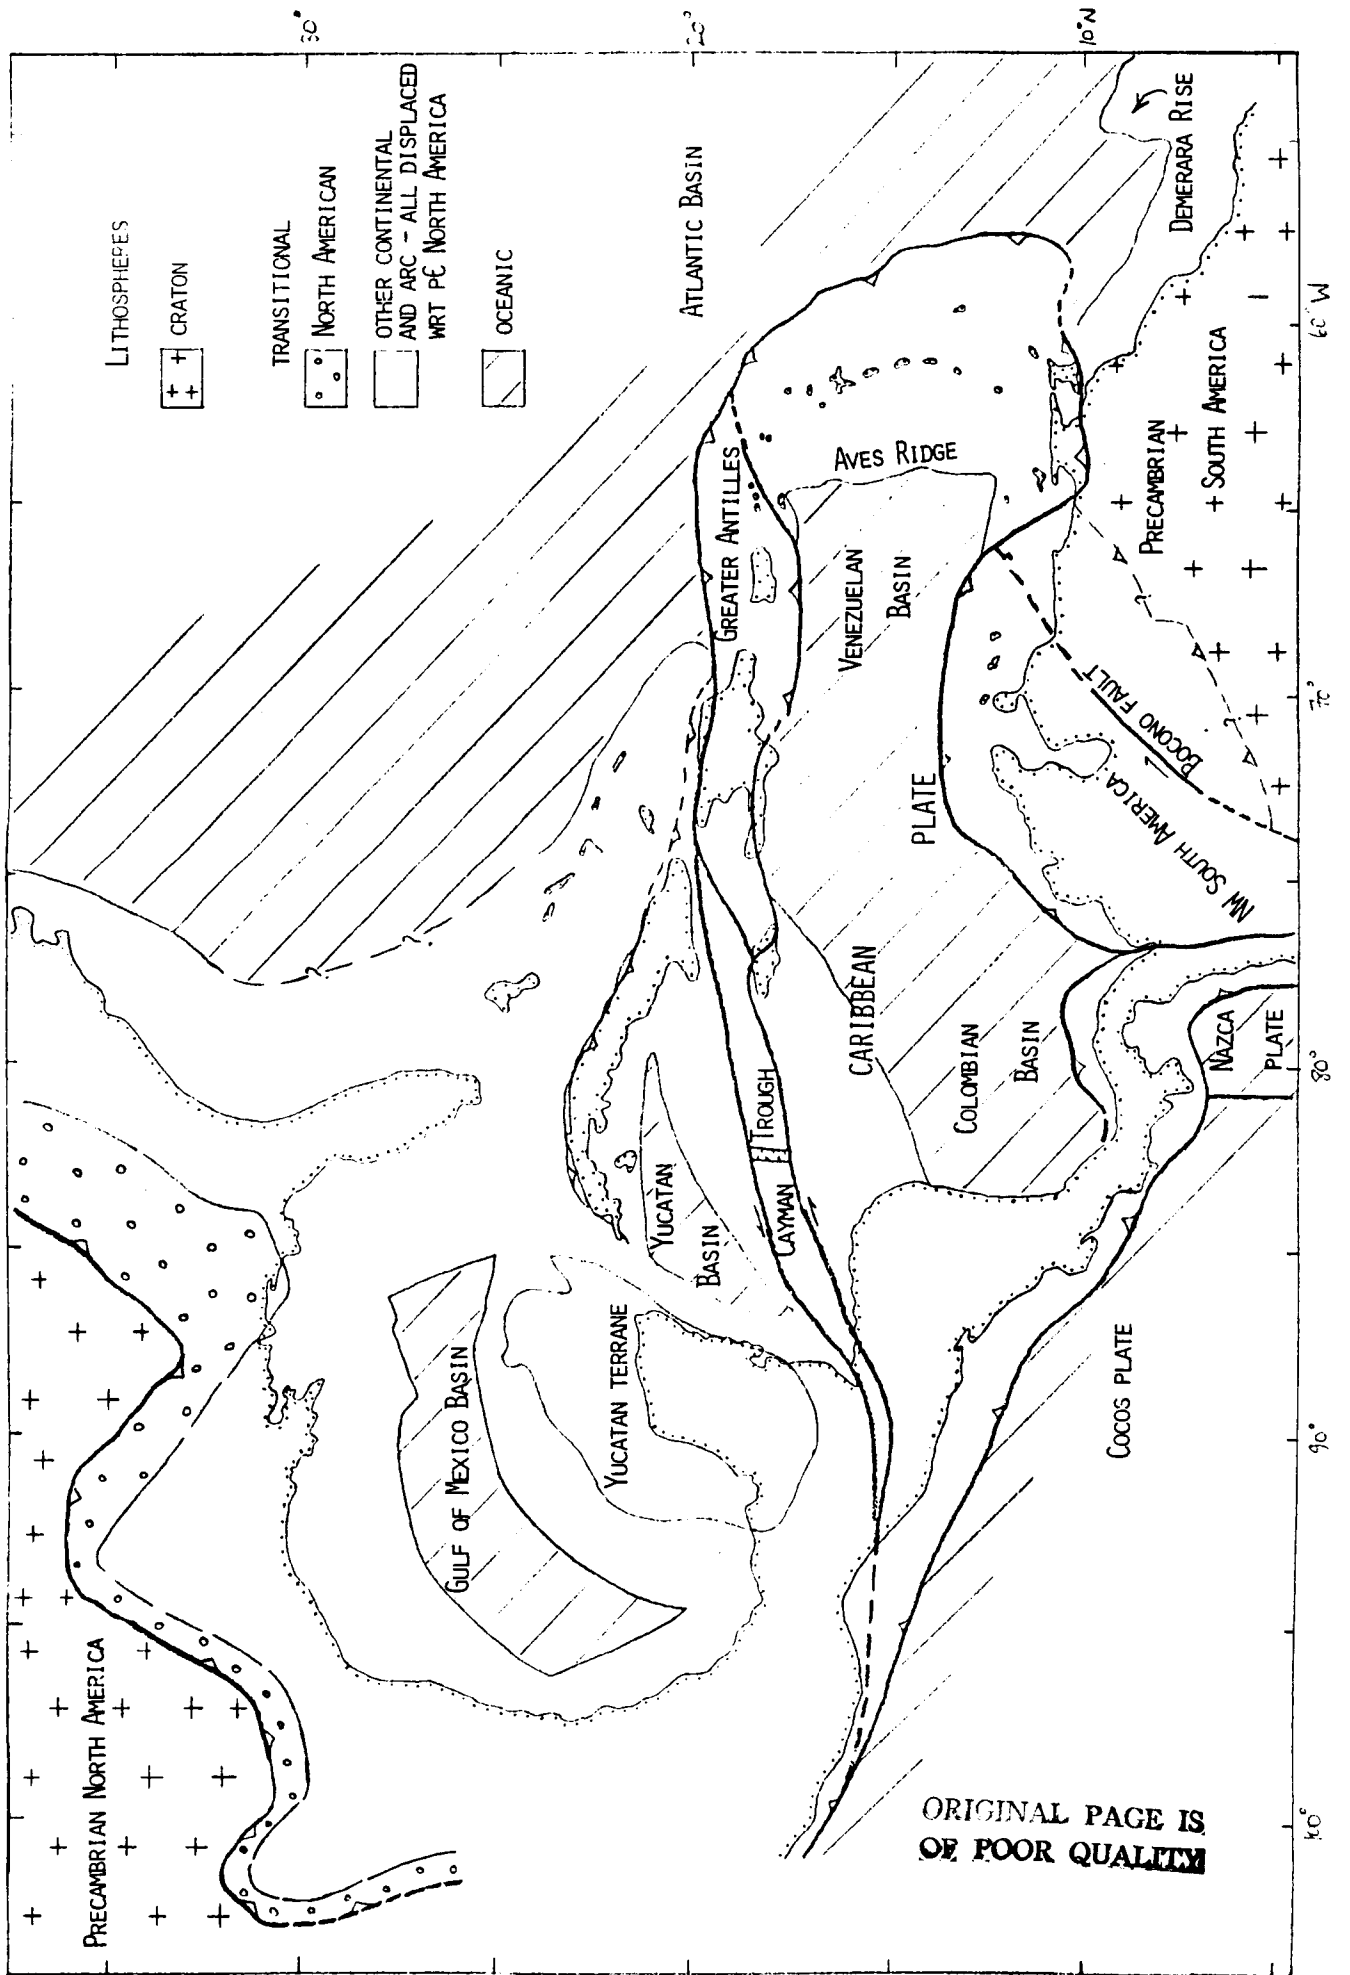 LITHOSPHERES
CRATON
TRANSITIONAL
NORTH AMERICAN
OTHER CONTINENTAL
AND ARC - ALL DISPLACED
WRT P€ NORTH AMERICA
OCEANIC
30°
20°
10°N
PRECAMBRIAN NORTH AMERICA
ATLANTIC BASIN
GULF OF MEXICO BASIN
YUCATAN TERRANE
YUCATAN
BASIN
CAYMAN
TROUGH
GREATER ANTILLES
AVES RIDGE
VENEZUELAN
BASIN
CARIBBEAN
PLATE
COLOMBIAN
BASIN
DEMERARA RISE
PRECAMBRIAN
SOUTH AMERICA
BOCONO FAULT
NW SOUTH AMERICA
NAZCA
PLATE
COCOS PLATE
60° W
70°
80°
90°
100°
ORIGINAL PAGE IS
OF POOR QUALITY